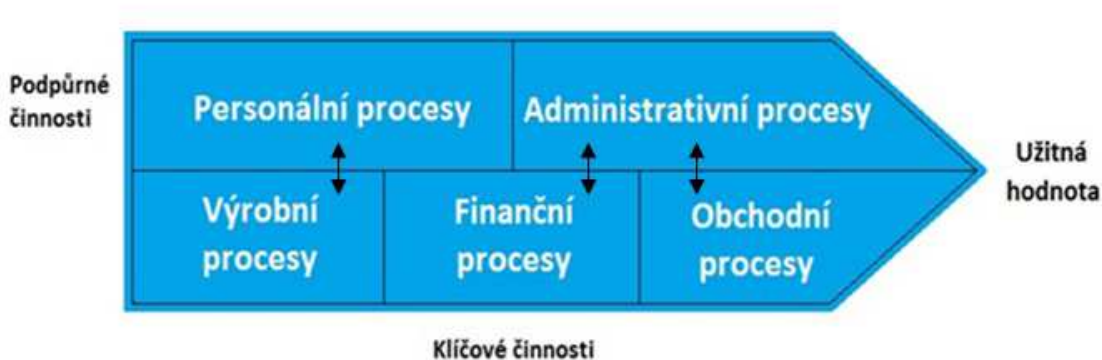 Podpůrné
činnosti
Personální procesy
Administrativní procesy
Užitná
hodnota
Výrobní
procesy
Finanční
procesy
Obchodní
procesy
Klíčové činnosti